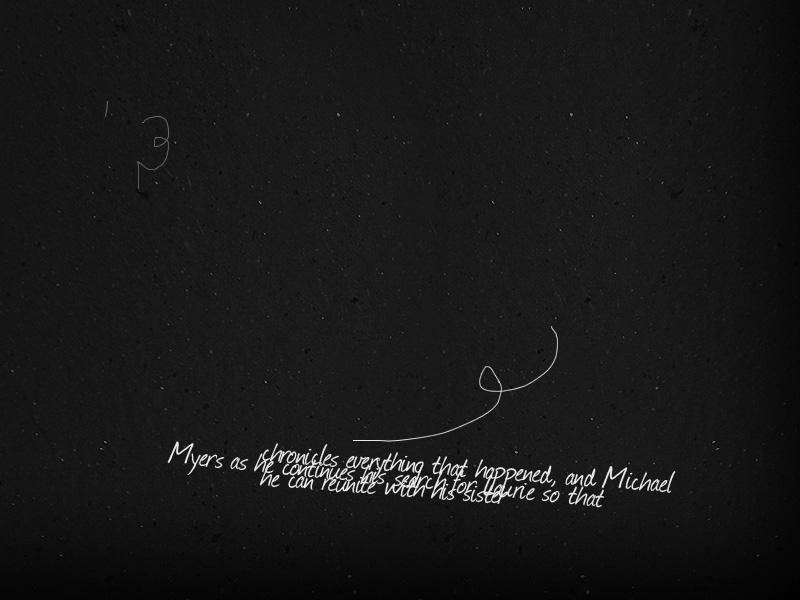 chronicles everything that happened, and Michael
Myers as he continues his search for Laurie so that
he can reunite with his sister